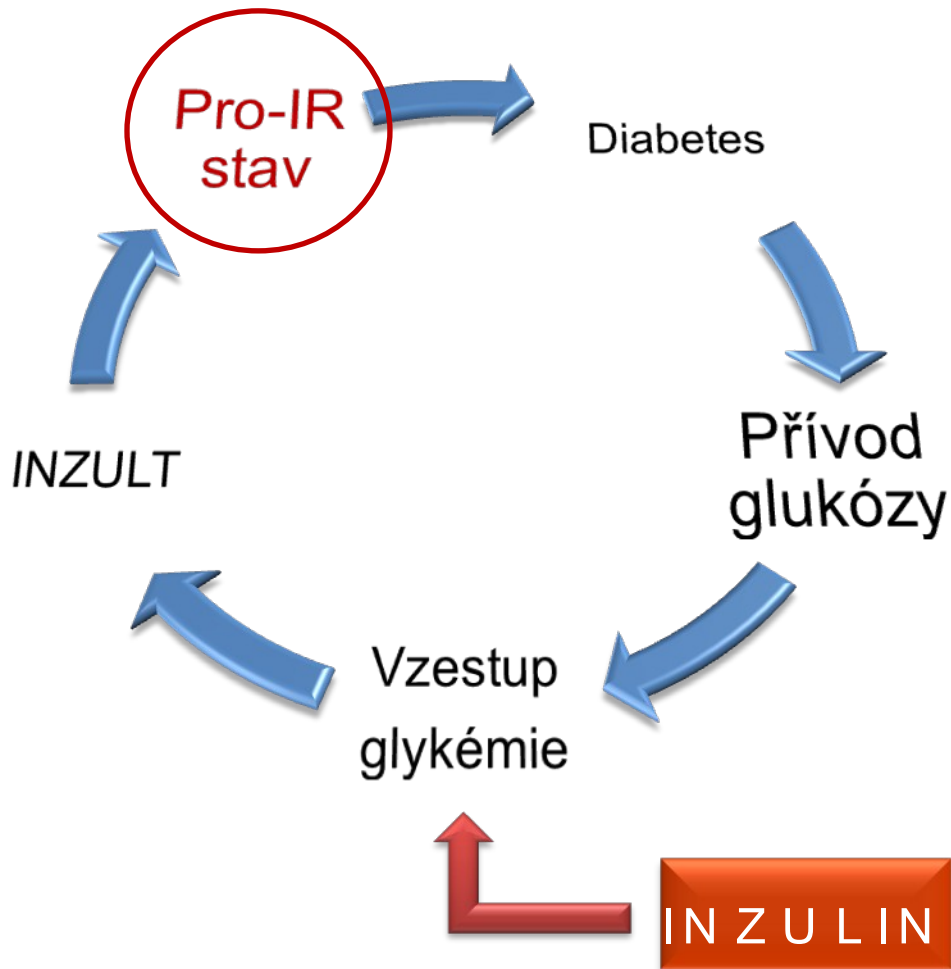 Pro-IR
stav
Diabetes
Přívod
glukózy
Vzestup
glykémie
INZULT
INZULIN